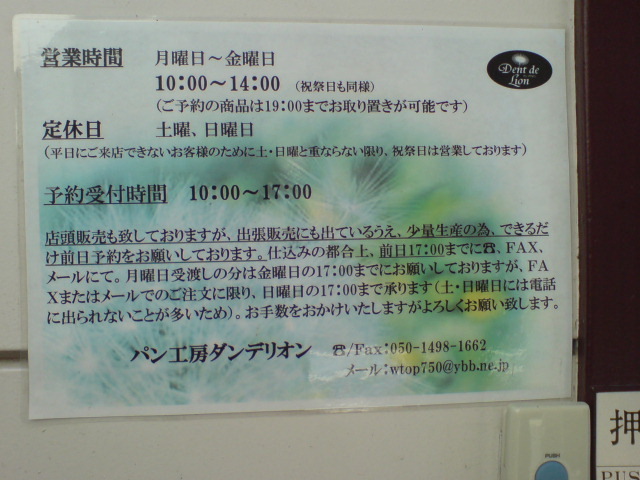 営業時間 月曜日～金曜日
10:00～14:00 （祝祭日も同様）
（ご予約の商品は19:00までお取り置きが可能です）
定休日 土曜、日曜日
（平日にご来店できないお客様のために土・日曜と重ならない限り、祝祭日は営業しております）
予約受付時間 10:00～17:00
店頭販売も致しておりますが、出張販売にも出ているうえ、少量生産の為、できるだ
け前日予約をお願いしております。仕込みの都合上、前日17:00までに☎、FAX、
メールにて。月曜日受渡しの分は金曜日の17:00までにお願いしておりますが、FA
Xまたはメールでのご注文に限り、日曜日の17:00まで承ります（土・日曜日には電話
に出られないことが多いため）。お手数をおかけいたしますがよろしくお願い致します。
パン工房ダンデリオン ☎/Fax:050-1498-1662
メール:wtop750@ybb.ne.jp
Dent de
Lion
PUSH
押
PUS